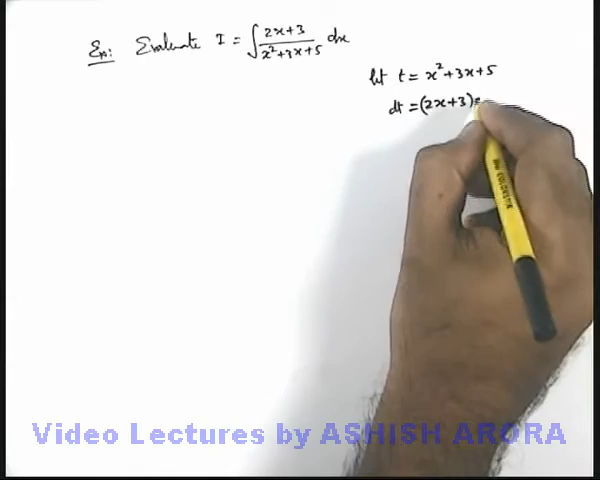 Ex: Evaluate I = ∫ (2x+3)/(x²+3x+5) dx
let t = x²+3x+5
dt = (2x+3)
Video Lectures by ASHISH ARORA